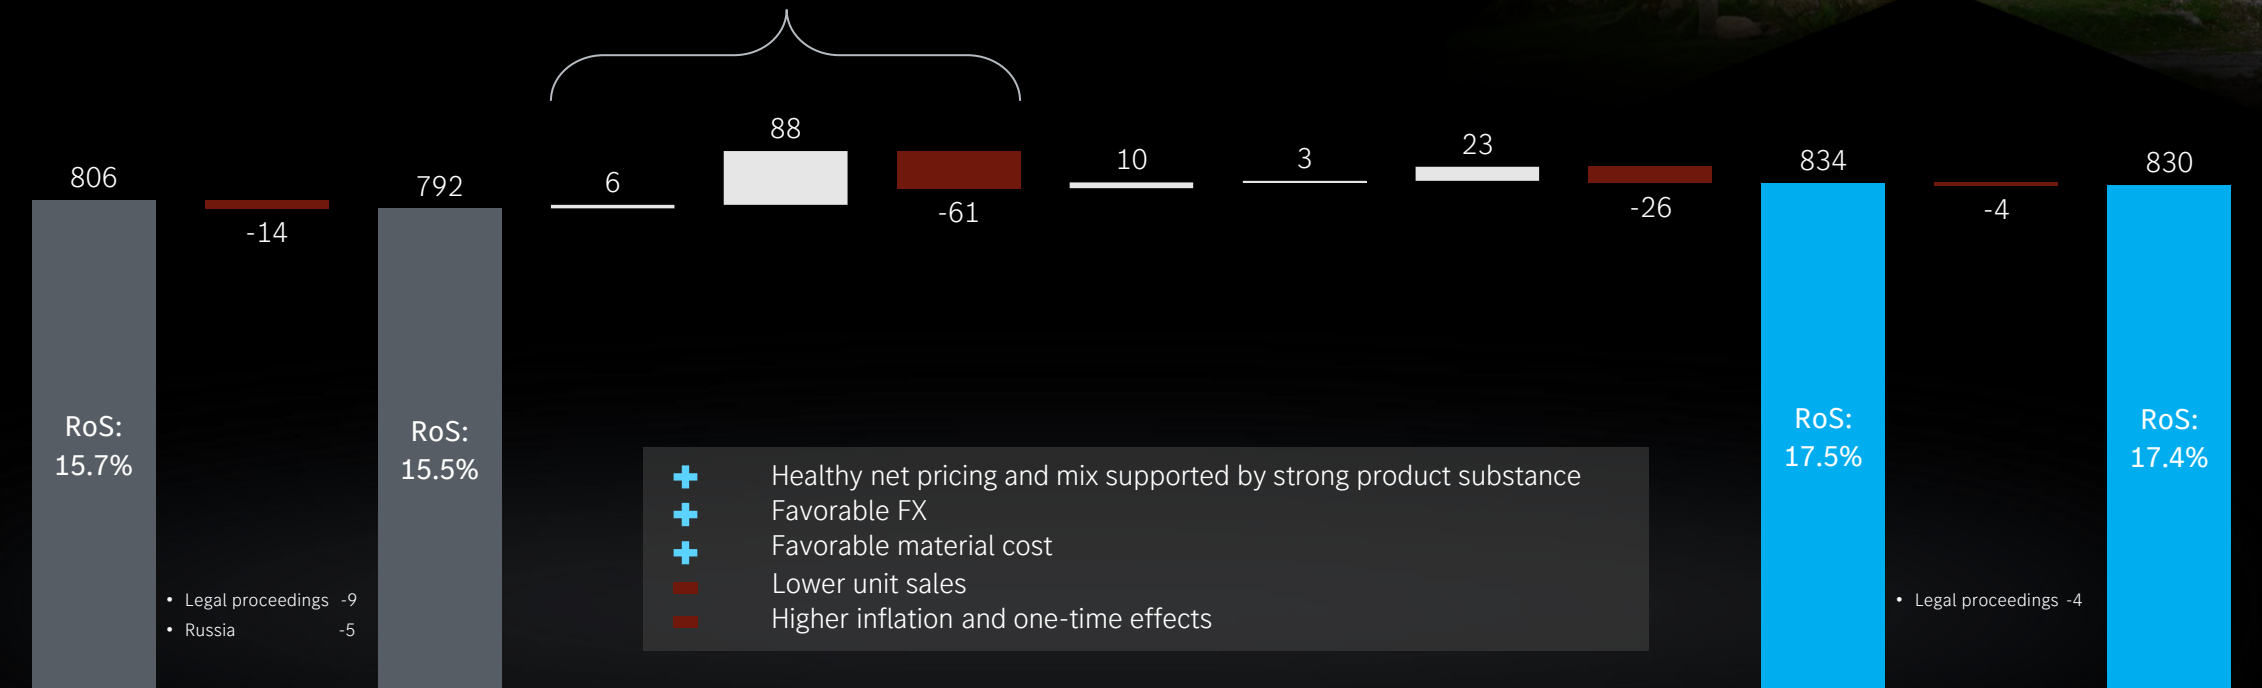 88
23
10
3
834
830
806
792
6
-14
-61
-26
-4
RoS:
15.7%
RoS:
15.5%
RoS:
17.5%
RoS:
17.4%
Healthy net pricing and mix supported by strong product substance
Favorable FX
Favorable material cost
Lower unit sales
Higher inflation and one-time effects
• Legal proceedings -9
• Russia -5
• Legal proceedings -4